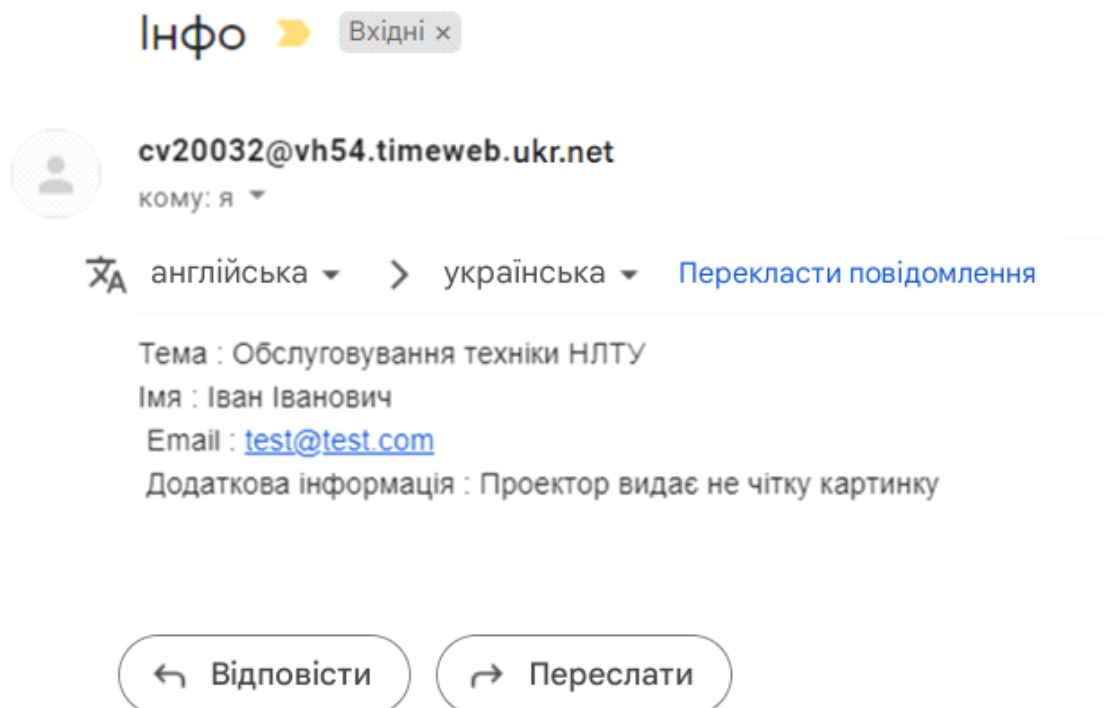 Інфо Вхідні ×
cv20032@vh54.timeweb.ukr.net
кому: я
англійська > українська Перекласти повідомлення
Тема : Обслуговування техніки НЛТУ
Імя : Іван Іванович
Email : test@test.com
Додаткова інформація : Проектор видає не чітку картинку
Відповісти Переслати